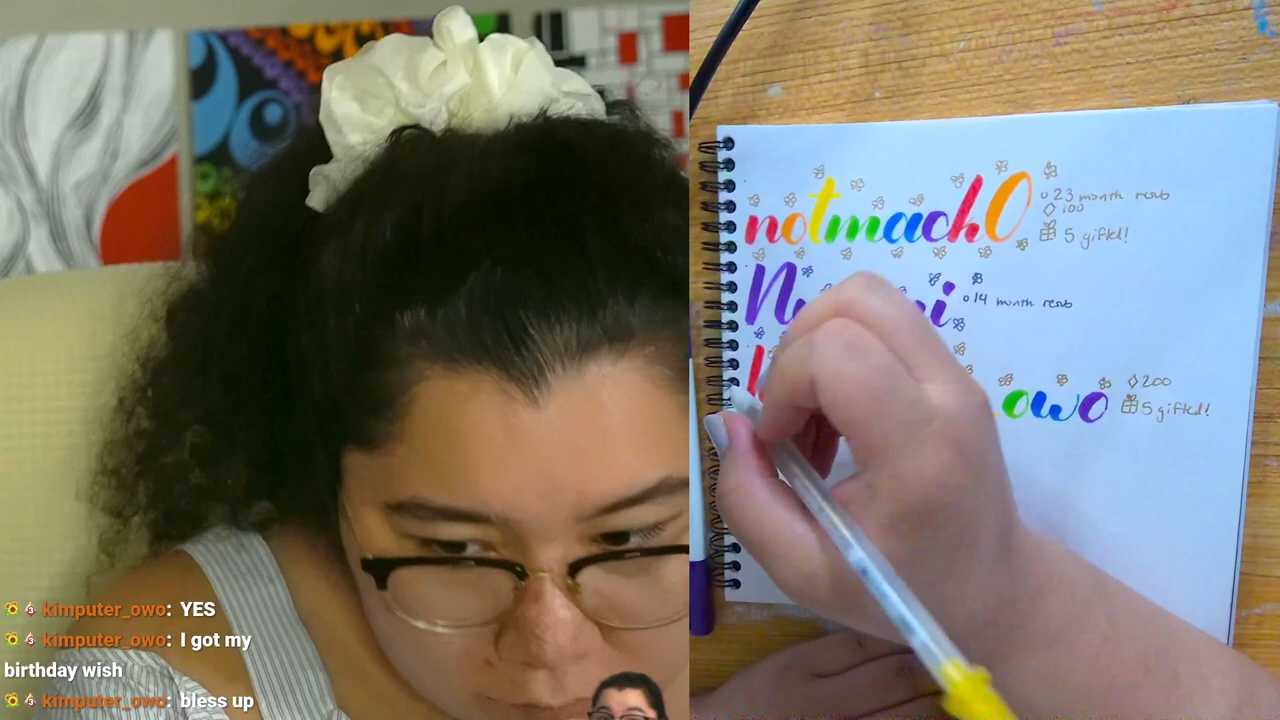 kimputer_owo: YES
kimputer_owo: I got my
birthday wish
kimputer_owo: bless up
notmachO
23 month resub
100
5 gifted!
14 month resub
owo
200
5 gifted!